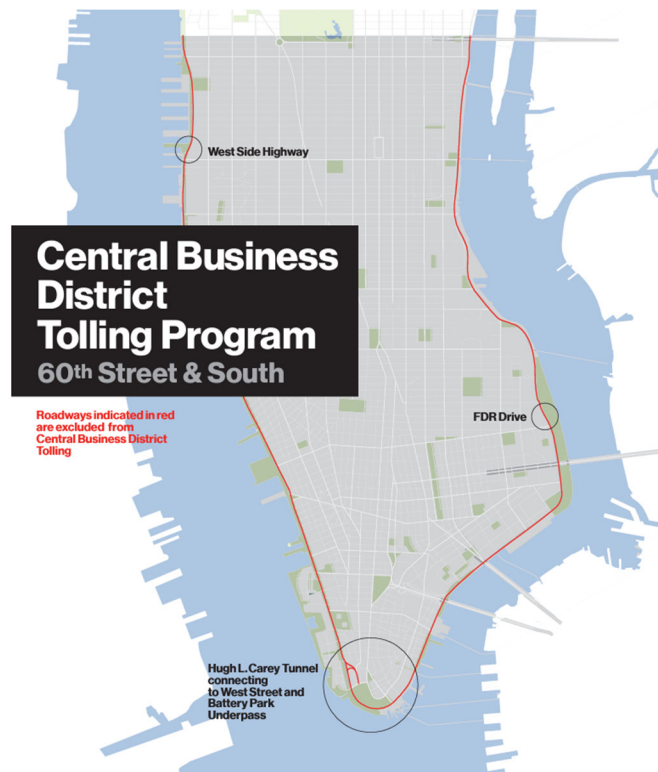 West Side Highway
Central Business
District
Tolling Program
60th Street & South
Roadways indicated in red
are excluded from
Central Business District
Tolling
FDR Drive
Hugh L. Carey Tunnel
connecting
to West Street and
Battery Park
Underpass